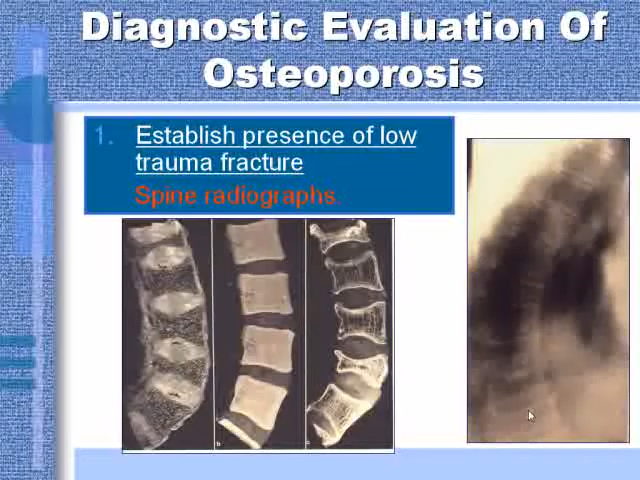 Diagnostic Evaluation Of
Osteoporosis
1. Establish presence of low
trauma fracture
Spine radiographs.